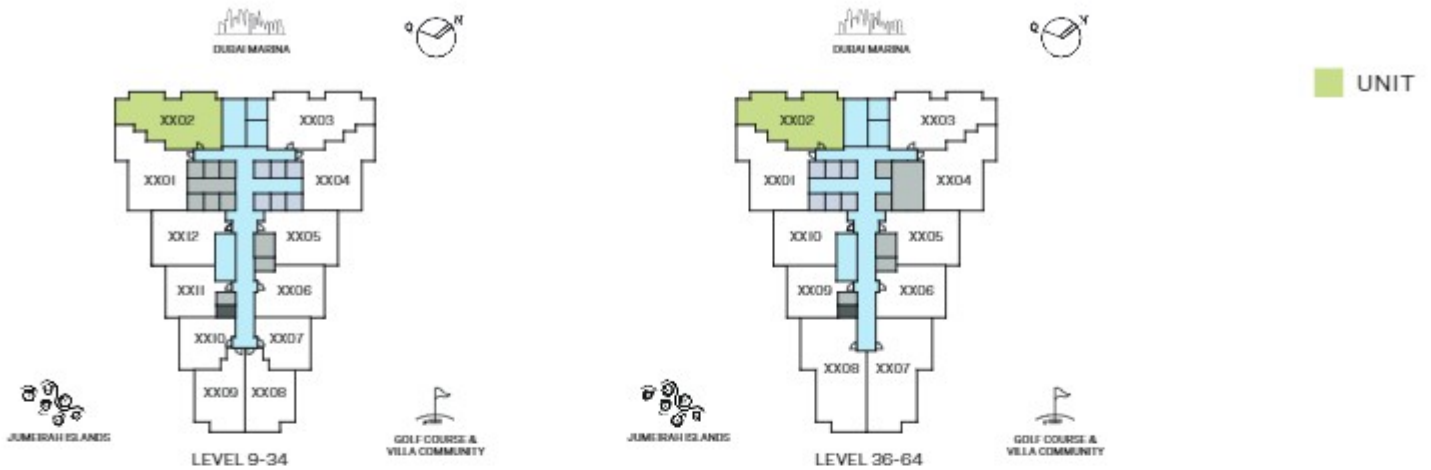 DUBAI MARINA
Q N
XX02
XX03
XX01
XX04
XX12
XX05
XX11
XX06
XX10
XX07
XX09
XX08
JUMEIRAH ISLANDS
GOLF COURSE &
VILLA COMMUNITY
LEVEL 9-34
DUBAI MARINA
Q N
XX02
XX03
XX01
XX04
XX10
XX05
XX09
XX06
XX08
XX07
JUMEIRAH ISLANDS
GOLF COURSE &
VILLA COMMUNITY
LEVEL 36-64
UNIT